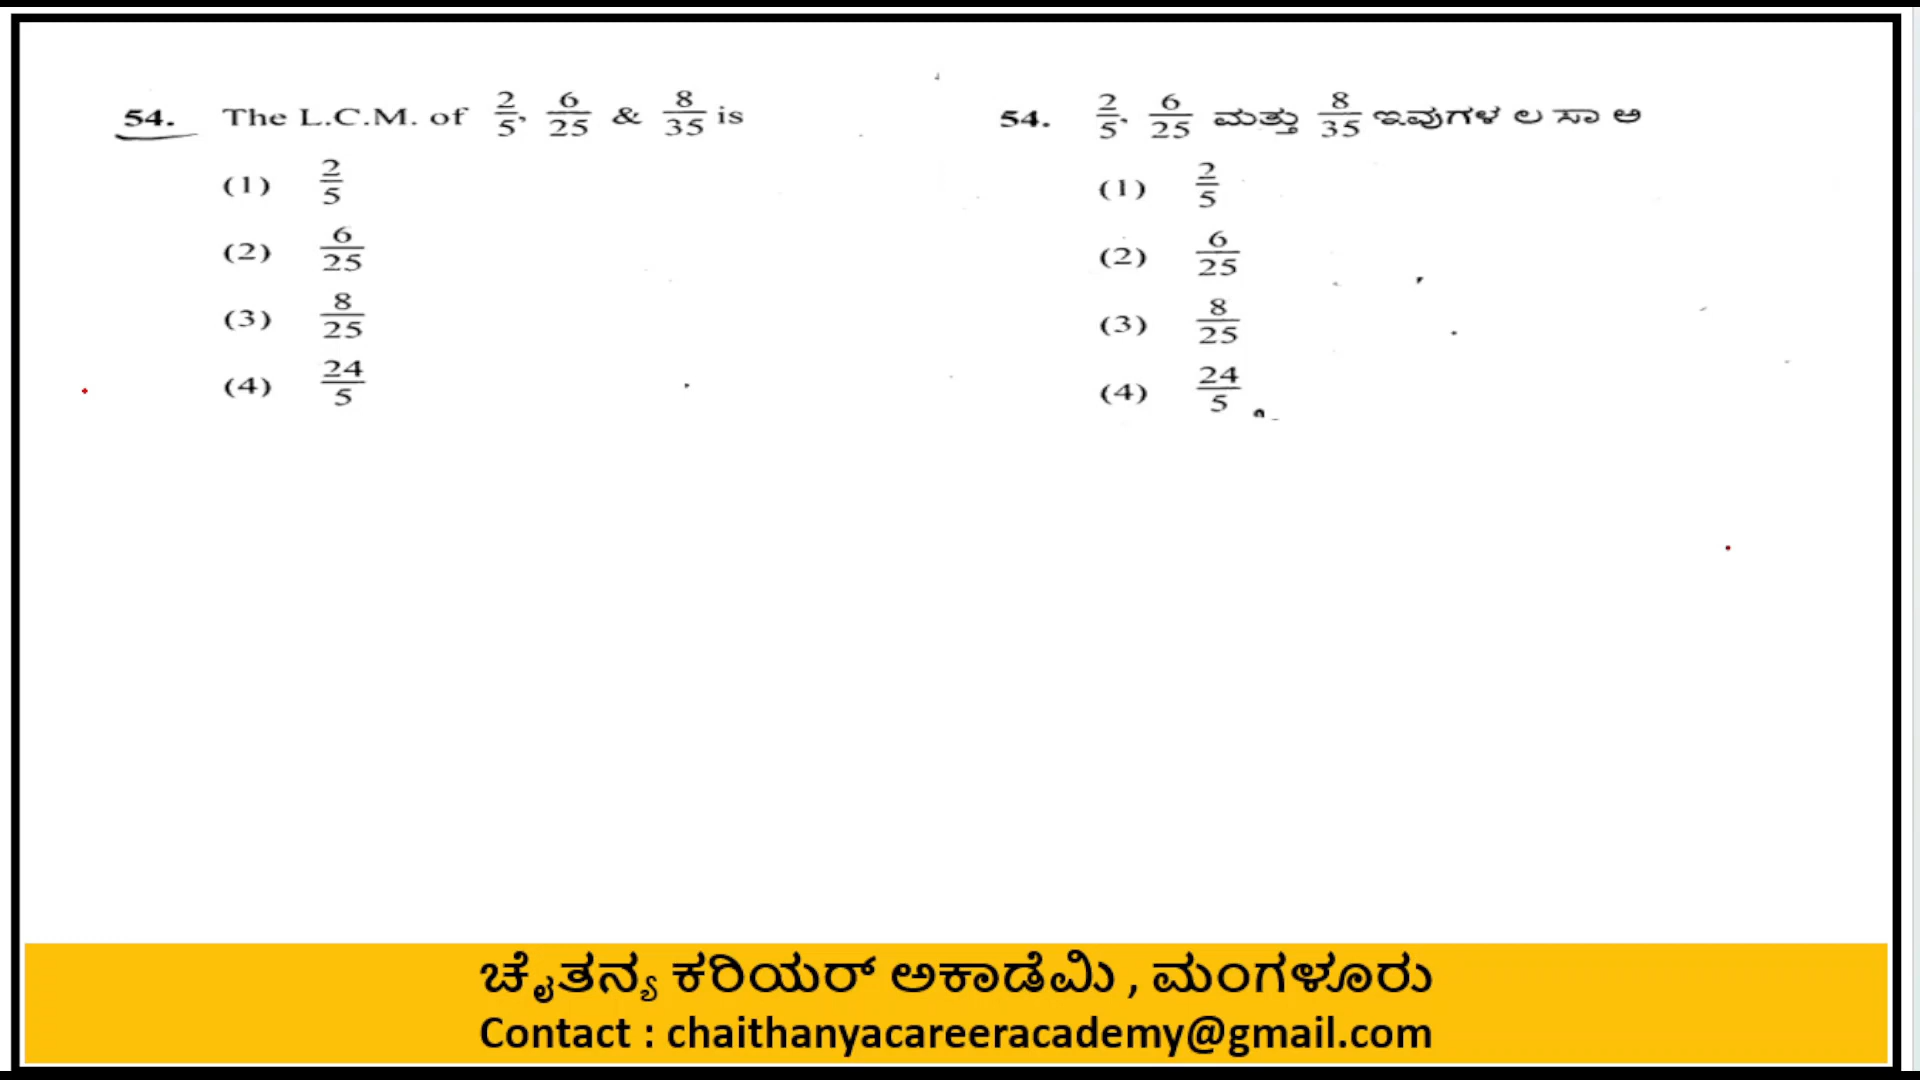 54. The L.C.M. of 2/5, 6/25 & 8/35 is
(1) 2/5
(2) 6/25
(3) 8/25
(4) 24/5
54. 2/5, 6/25 ಮತ್ತು 8/35 ಇವುಗಳ ಲ ಸಾ ಅ
(1) 2/5
(2) 6/25
(3) 8/25
(4) 24/5
ಚೈತನ್ಯ ಕರಿಯರ್ ಅಕಾಡೆಮಿ , ಮಂಗಳೂರು
Contact : chaithanyacareeracademy@gmail.com